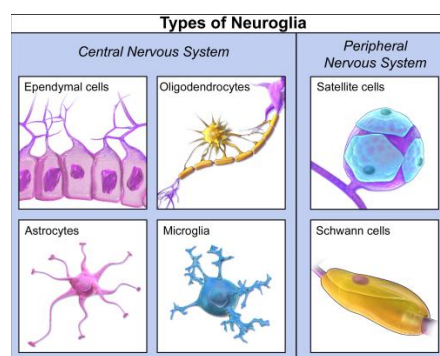 Types of Neuroglia
Central Nervous System
Peripheral
Nervous System
Ependymal cells
Oligodendrocytes
Satellite cells
Astrocytes
Microglia
Schwann cells